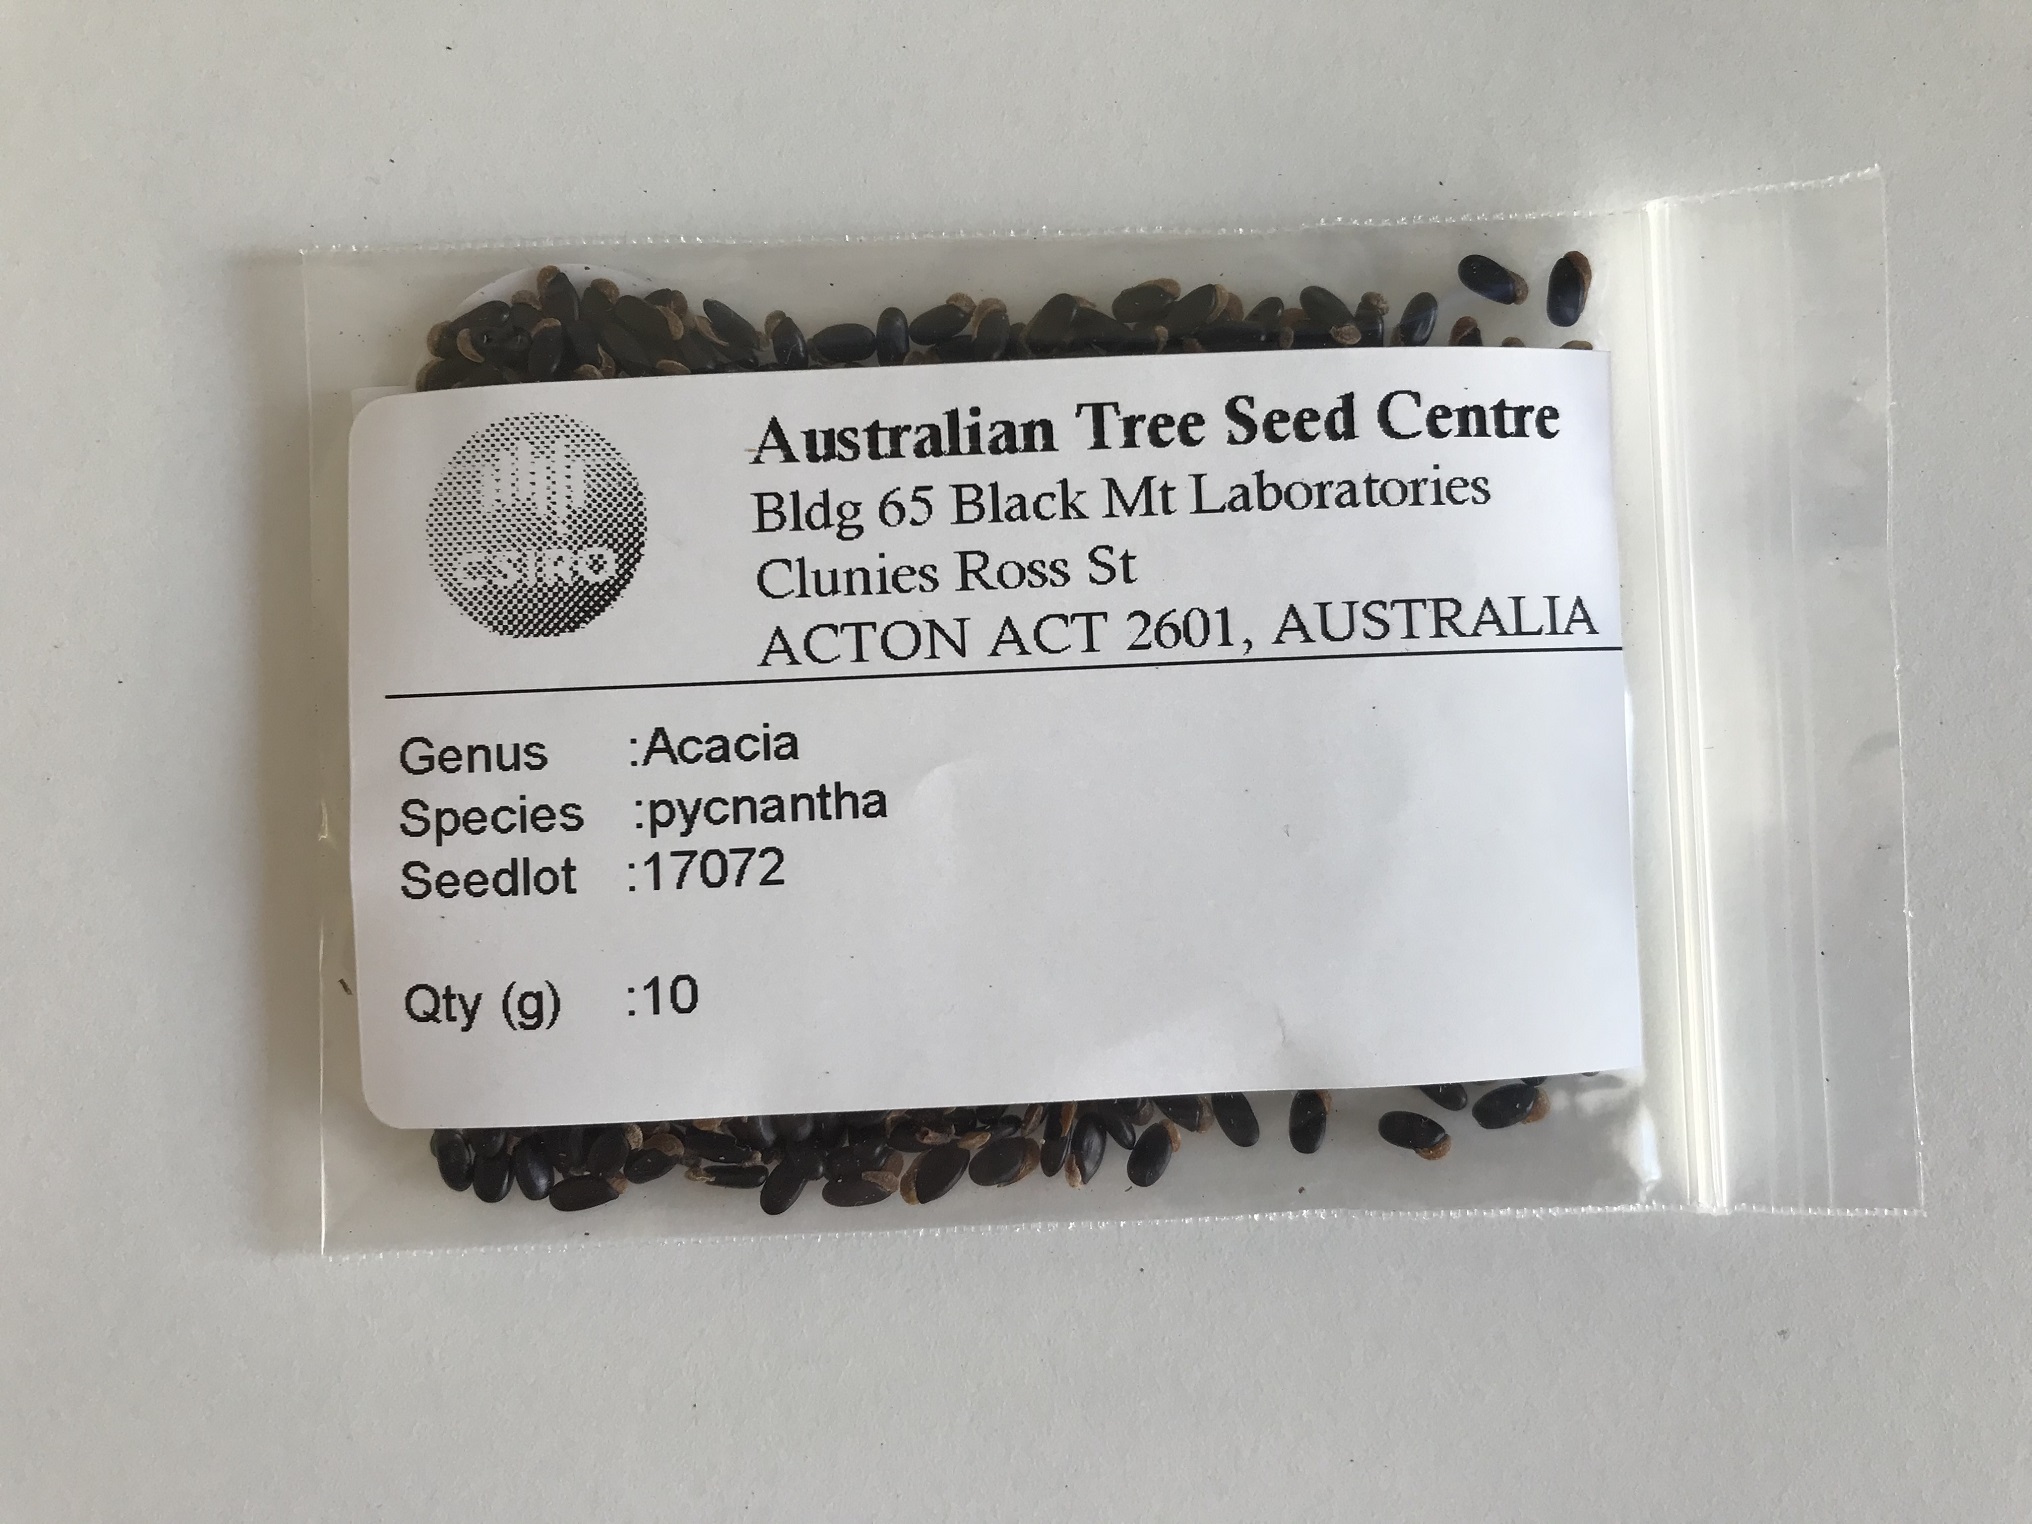 CSIRO
Australian Tree Seed Centre
Bldg 65 Black Mt Laboratories
Clunies Ross St
ACTON ACT 2601, AUSTRALIA
Genus :Acacia
Species :pycnantha
Seedlot :17072
Qty (g) :10